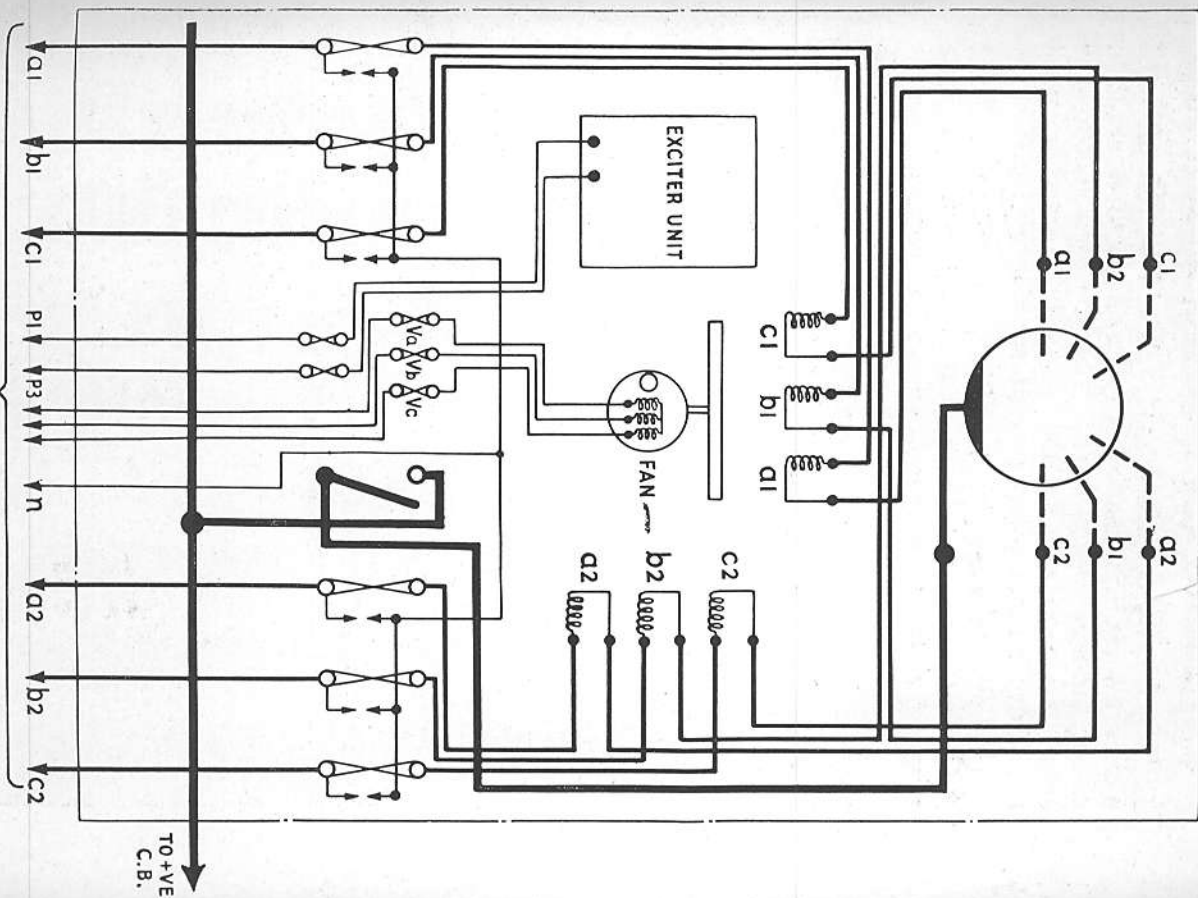 a1
b1
c1
P1
P3
n
a2
b2
c2
TO +VE
C.B.
Va
Vb
Vc
EXCITER UNIT
FAN
c1
b1
a1
a2
b2
c2
c1
b2
a1
a2
b1
c2